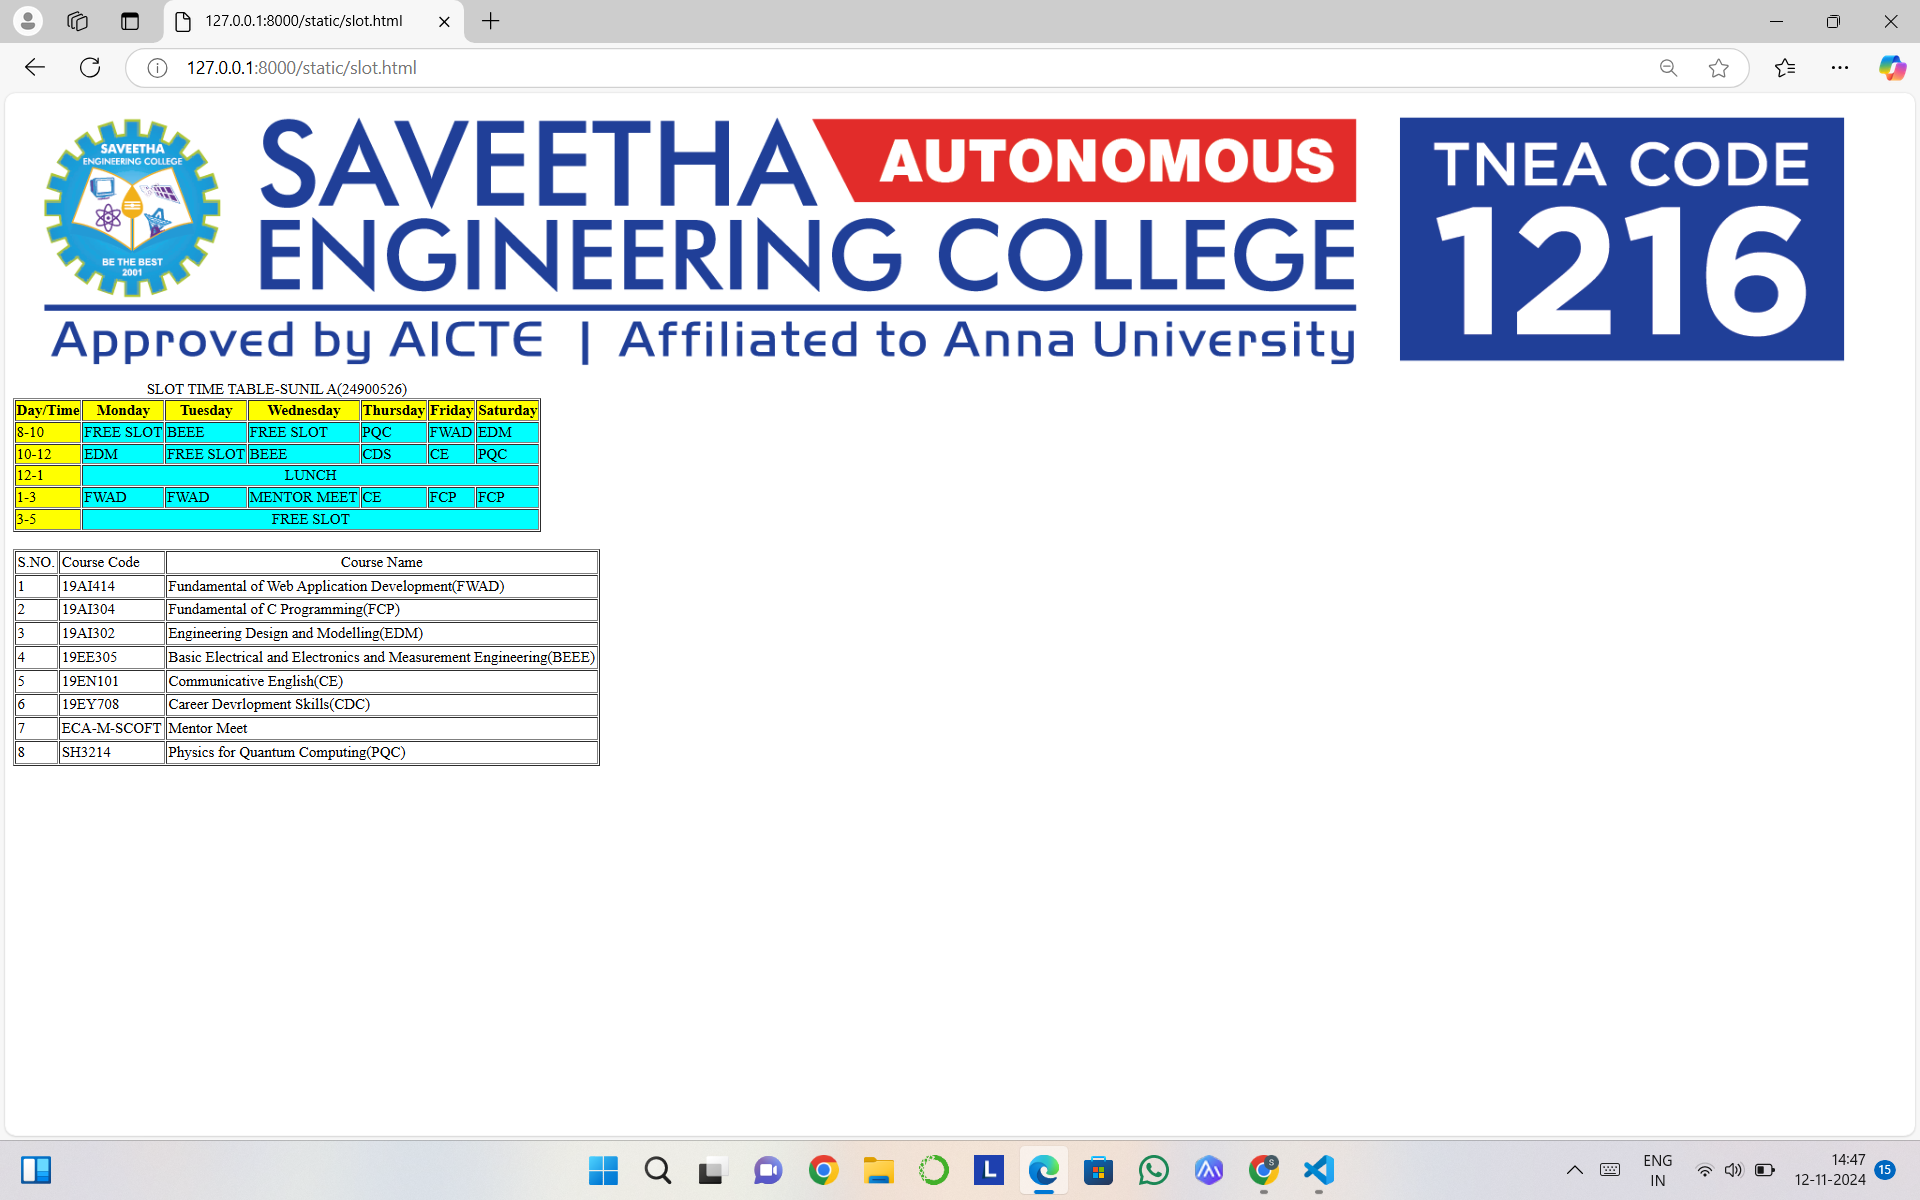 127.0.0.1:8000/static/slot.html
127.0.0.1:8000/static/slot.html
SAVEETHA
ENGINEERING COLLEGE
BE THE BEST
2001
SAVEETHA AUTONOMOUS
ENGINEERING COLLEGE
Approved by AICTE | Affiliated to Anna University
TNEA CODE
1216
SLOT TIME TABLE-SUNIL A(24900526)
Day/Time Monday Tuesday Wednesday Thursday Friday Saturday
8-10 FREE SLOT BEEE FREE SLOT PQC FWAD EDM
10-12 EDM FREE SLOT BEEE CDS CE PQC
12-1 LUNCH
1-3 FWAD FWAD MENTOR MEET CE FCP FCP
3-5 FREE SLOT
S.NO. Course Code Course Name
1 19AI414 Fundamental of Web Application Development(FWAD)
2 19AI304 Fundamental of C Programming(FCP)
3 19AI302 Engineering Design and Modelling(EDM)
4 19EE305 Basic Electrical and Electronics and Measurement Engineering(BEEE)
5 19EN101 Communicative English(CE)
6 19EY708 Career Devrlopment Skills(CDC)
7 ECA-M-SCOFT Mentor Meet
8 SH3214 Physics for Quantum Computing(PQC)
L
S
ENG
IN
14:47
12-11-2024
15